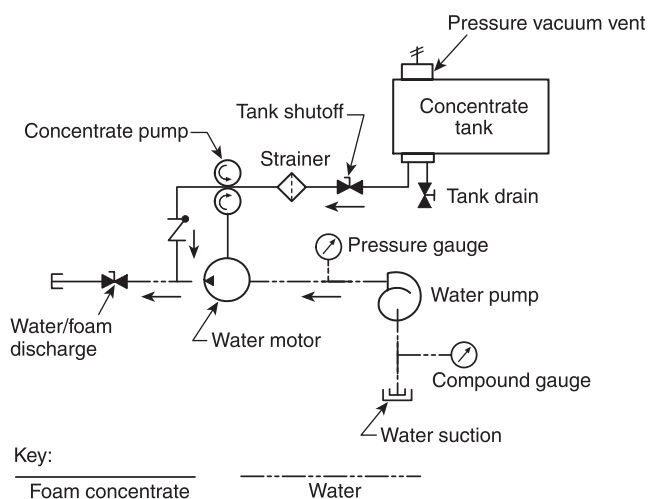 Pressure vacuum vent
Concentrate
tank
Tank shutoff
Concentrate pump
Strainer
Tank drain
Pressure gauge
Water pump
Water/foam
discharge
Water motor
Compound gauge
Water suction
Key:
Foam concentrate
Water